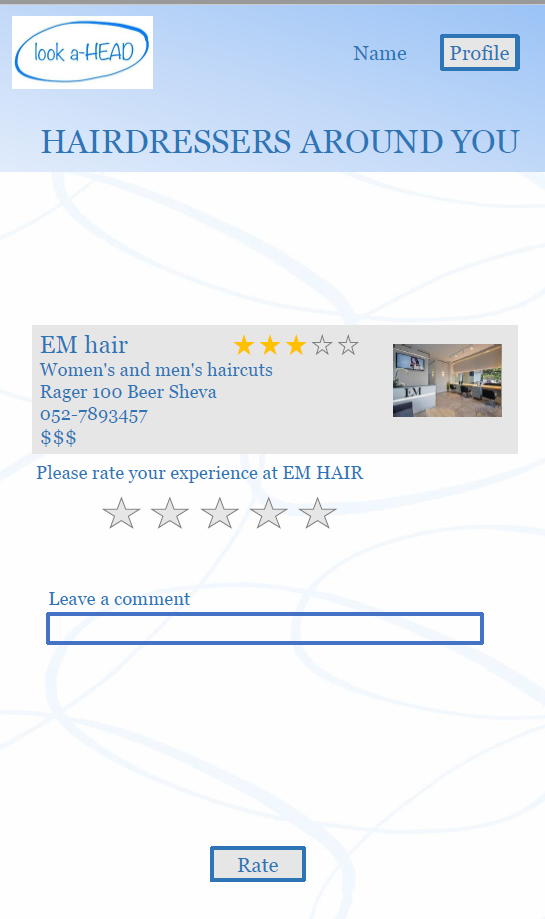 look a-HEAD
Name
Profile
HAIRDRESSERS AROUND YOU
EM hair
Women's and men's haircuts
Rager 100 Beer Sheva
052-7893457
$$$
EM
Please rate your experience at EM HAIR
Leave a comment
Rate